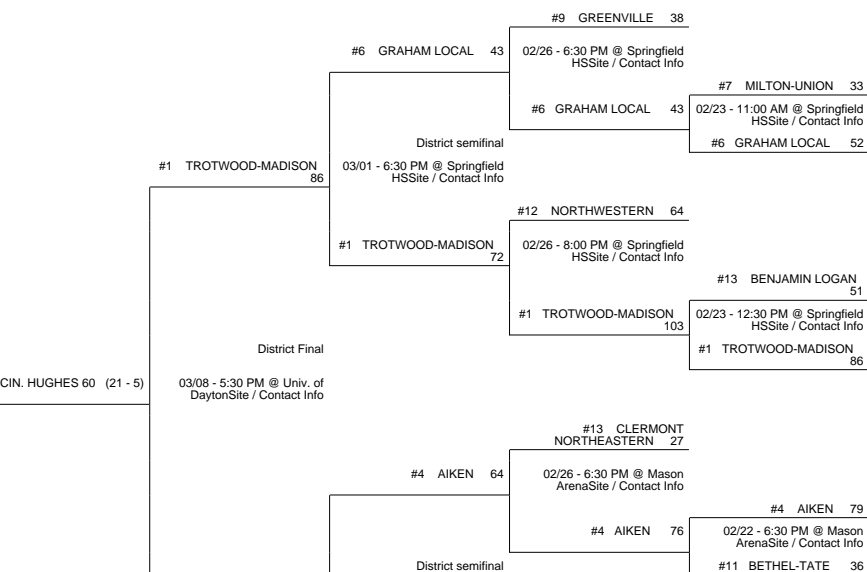 #9 GREENVILLE 38
#6 GRAHAM LOCAL 43
02/26 - 6:30 PM @ Springfield
HSSite / Contact Info
#7 MILTON-UNION 33
#6 GRAHAM LOCAL 43
02/23 - 11:00 AM @ Springfield
HSSite / Contact Info
#6 GRAHAM LOCAL 52
District semifinal
#1 TROTWOOD-MADISON
86
03/01 - 6:30 PM @ Springfield
HSSite / Contact Info
#12 NORTHWESTERN 64
#1 TROTWOOD-MADISON
72
02/26 - 8:00 PM @ Springfield
HSSite / Contact Info
#13 BENJAMIN LOGAN
51
#1 TROTWOOD-MADISON
103
02/23 - 12:30 PM @ Springfield
HSSite / Contact Info
#1 TROTWOOD-MADISON
86
District Final
CIN. HUGHES 60 (21 - 5)
03/08 - 5:30 PM @ Univ. of
DaytonSite / Contact Info
#13 CLERMONT
NORTHEASTERN 27
#4 AIKEN 64
02/26 - 6:30 PM @ Mason
ArenaSite / Contact Info
#4 AIKEN 79
#4 AIKEN 76
02/22 - 6:30 PM @ Mason
ArenaSite / Contact Info
District semifinal
#11 BETHEL-TATE 36